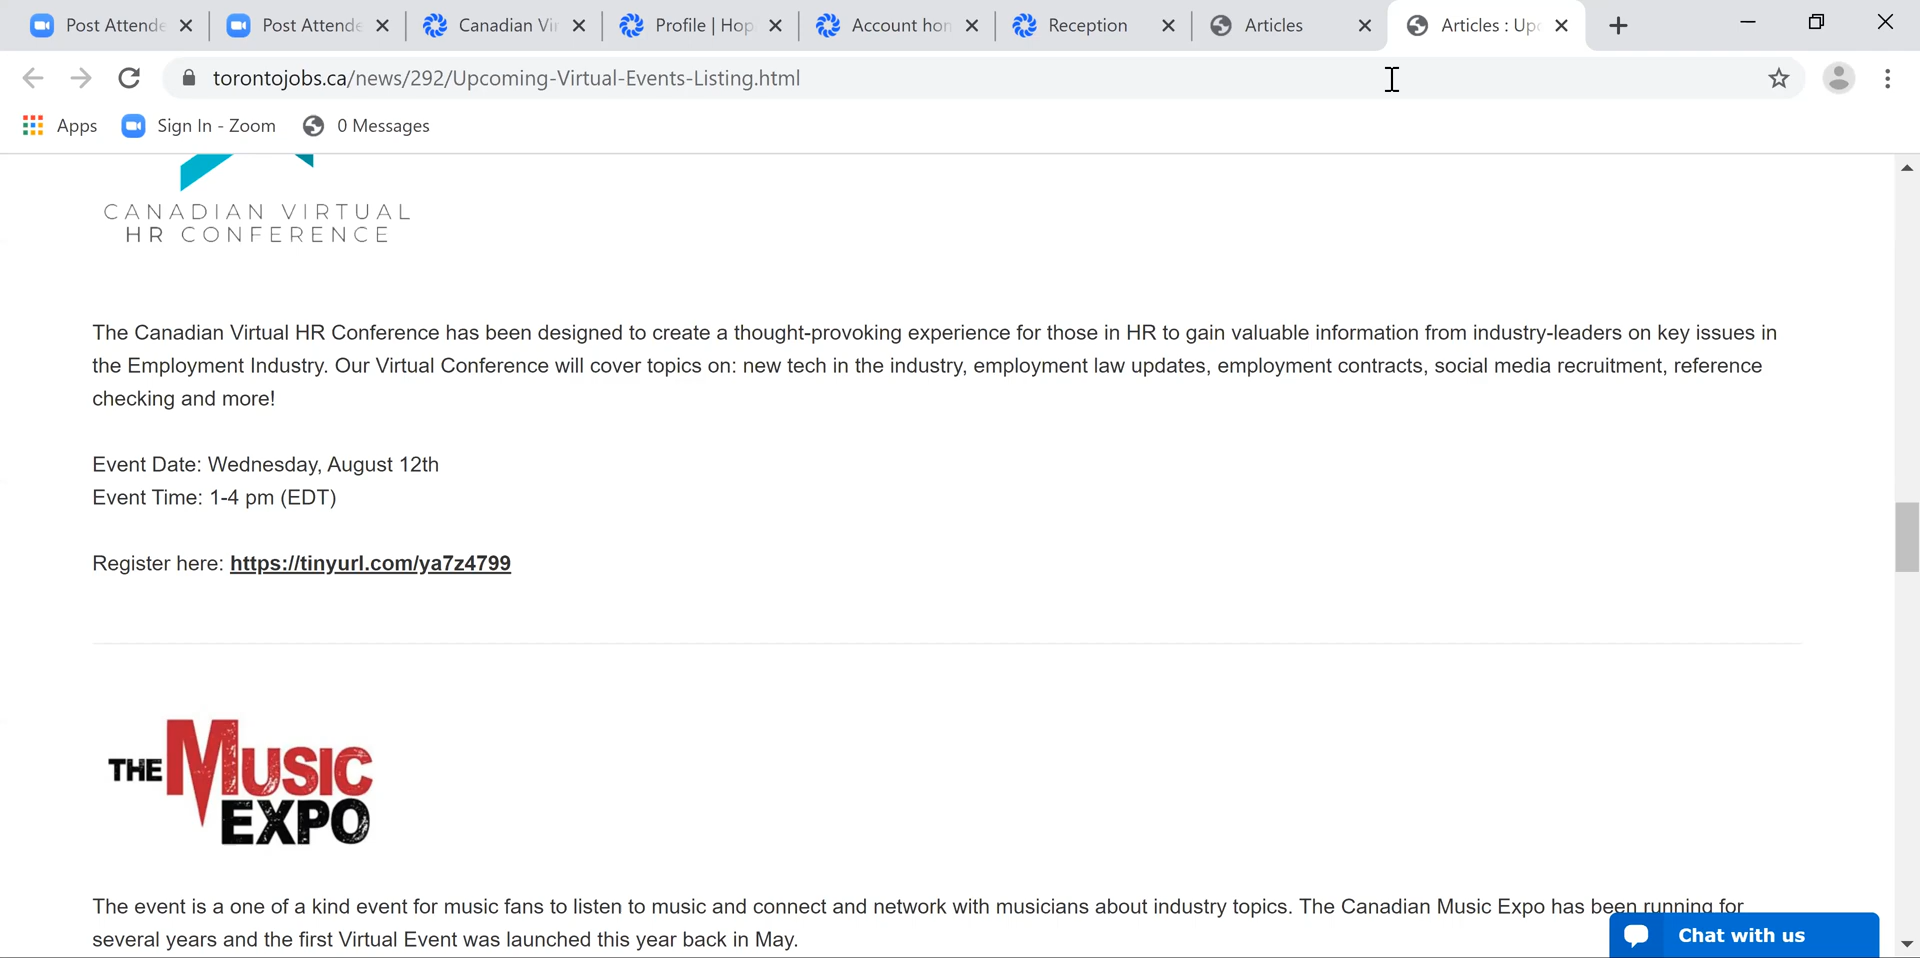 Post Attende
Post Attende
Canadian Vi
Profile | Hop
Account hon
Reception
Articles
Articles : Up
torontojobs.ca/news/292/Upcoming-Virtual-Events-Listing.html
Apps
Sign In - Zoom
0 Messages
CANADIAN VIRTUAL
HR CONFERENCE
The Canadian Virtual HR Conference has been designed to create a thought-provoking experience for those in HR to gain valuable information from industry-leaders on key issues in
the Employment Industry. Our Virtual Conference will cover topics on: new tech in the industry, employment law updates, employment contracts, social media recruitment, reference
checking and more!
Event Date: Wednesday, August 12th
Event Time: 1-4 pm (EDT)
Register here: https://tinyurl.com/ya7z4799
THE MUSIC
EXPO
The event is a one of a kind event for music fans to listen to music and connect and network with musicians about industry topics. The Canadian Music Expo has been running for
several years and the first Virtual Event was launched this year back in May.
Chat with us